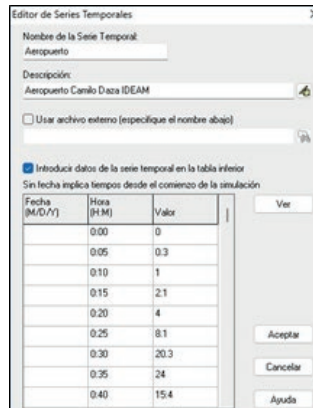 Editor de Series Temporales
Nombre de la Serie Temporal:
Aeropuerto
Descripción:
Aeropuerto Camilo Daza IDEAM
Usar archivo externo (especifique el nombre abajo)
Introducir datos de la serie temporal en la tabla inferior
Sin fecha implica tiempos desde el comienzo de la simulación
Fecha (M/D/Y) Hora (H:M) Valor
Ver
0:00 0
0:05 0.3
0:10 1
0:15 2.1
0:20 4
0:25 8.1
Aceptar
0:30 20.3
Cancelar
0:35 24
0:40 15.4
Ayuda